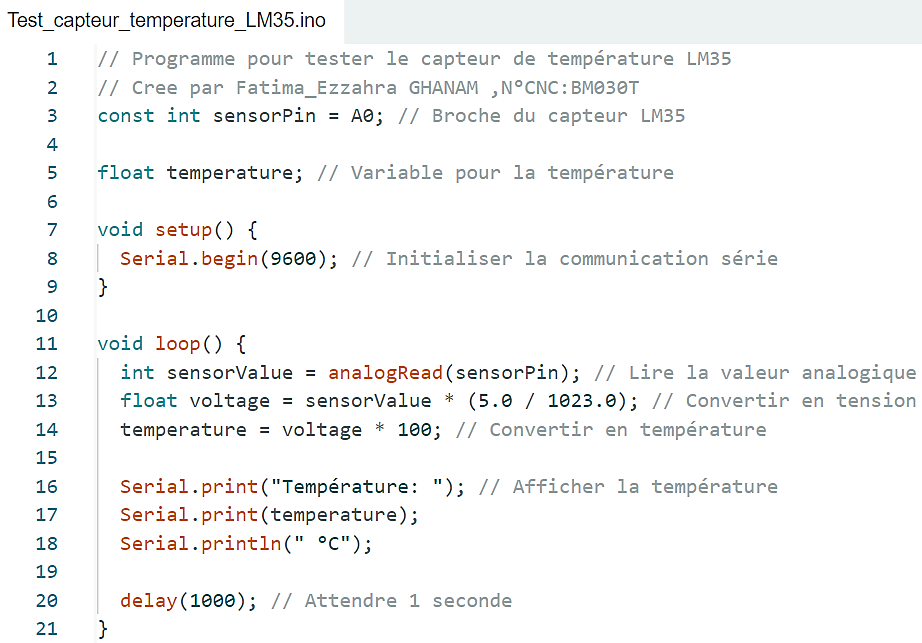 Test_capteur_temperature_LM35.ino
1 // Programme pour tester le capteur de température LM35
2 // Cree par Fatima_Ezzahra GHANAM ,N°CNC:BM030T
3 const int sensorPin = A0; // Broche du capteur LM35
4
5 float temperature; // Variable pour la température
6
7 void setup() {
8 Serial.begin(9600); // Initialiser la communication série
9 }
10
11 void loop() {
12 int sensorValue = analogRead(sensorPin); // Lire la valeur analogique
13 float voltage = sensorValue * (5.0 / 1023.0); // Convertir en tension
14 temperature = voltage * 100; // Convertir en température
15
16 Serial.print("Température: "); // Afficher la température
17 Serial.print(temperature);
18 Serial.println(" °C");
19
20 delay(1000); // Attendre 1 seconde
21 }